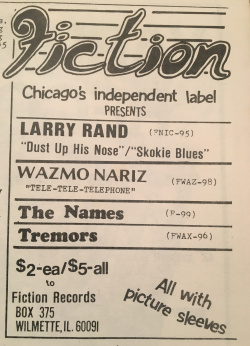 Fiction
Chicago's independent label
PRESENTS
LARRY RAND (FNIC-95)
"Dust Up His Nose"/"Skokie Blues"
WAZMO NARIZ (FWAZ-98)
"TELE-TELE-TELEPHONE"
The Names (F-99)
Tremors (FWAX-96)
$2-ea/$5-all
to
Fiction Records
BOX 375
WILMETTE, IL. 60091
All with
picture sleeves